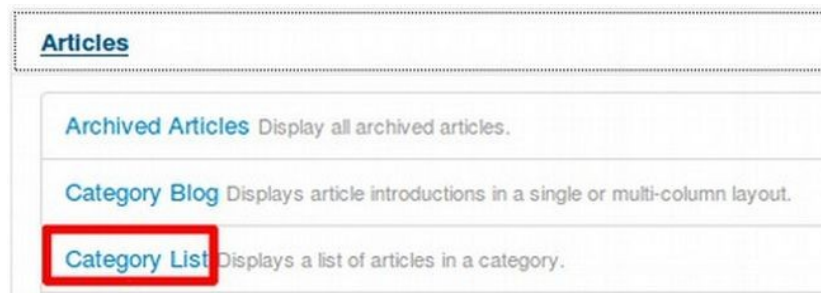 Articles
Archived Articles Display all archived articles.
Category Blog Displays article introductions in a single or multi-column layout.
Category List Displays a list of articles in a category.